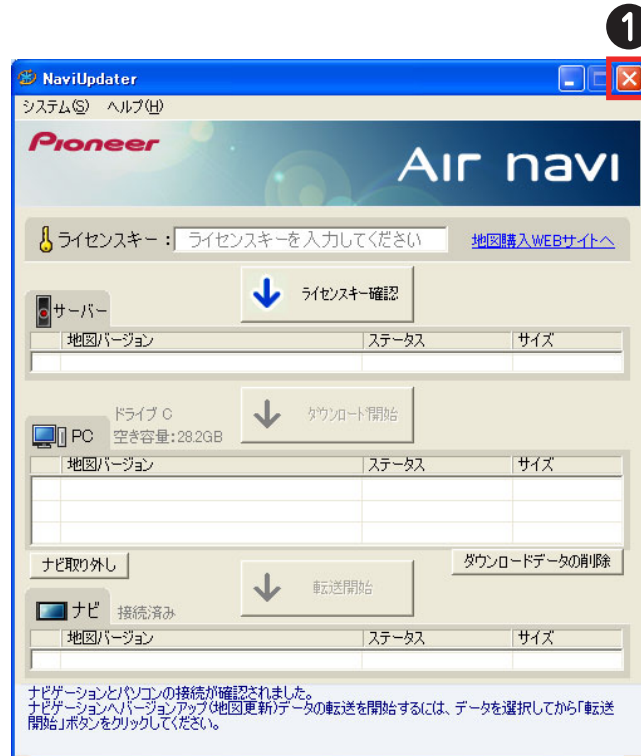 1
NaviUpdater
システム(S) ヘルプ(H)
Pioneer
AIr navi
ライセンスキー： ライセンスキーを入力してください 地図購入WEBサイトへ
ライセンスキー確認
サーバー
地図バージョン ステータス サイズ
ドライブ C
ダウンロード開始
PC 空き容量:28.2GB
地図バージョン ステータス サイズ
ナビ取り外し ダウンロードデータの削除
転送開始
ナビ 接続済み
地図バージョン ステータス サイズ
ナビゲーションとパソコンの接続が確認されました。
ナビゲーションへバージョンアップ(地図更新)データの転送を開始するには、データを選択してから「転送
開始」ボタンをクリックしてください。